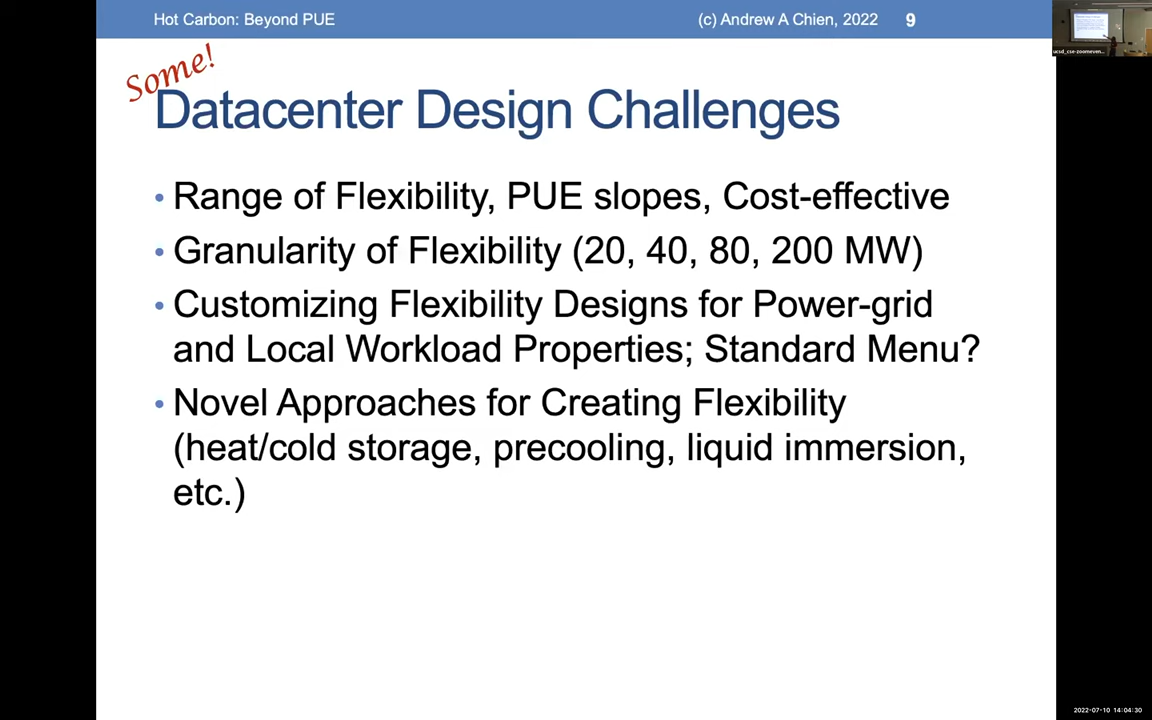 Hot Carbon: Beyond PUE
(c) Andrew A Chien, 2022
9
Some!
Datacenter Design Challenges
• Range of Flexibility, PUE slopes, Cost-effective
• Granularity of Flexibility (20, 40, 80, 200 MW)
• Customizing Flexibility Designs for Power-grid
and Local Workload Properties; Standard Menu?
• Novel Approaches for Creating Flexibility
(heat/cold storage, precooling, liquid immersion,
etc.)
2022-07-10 14:04:30